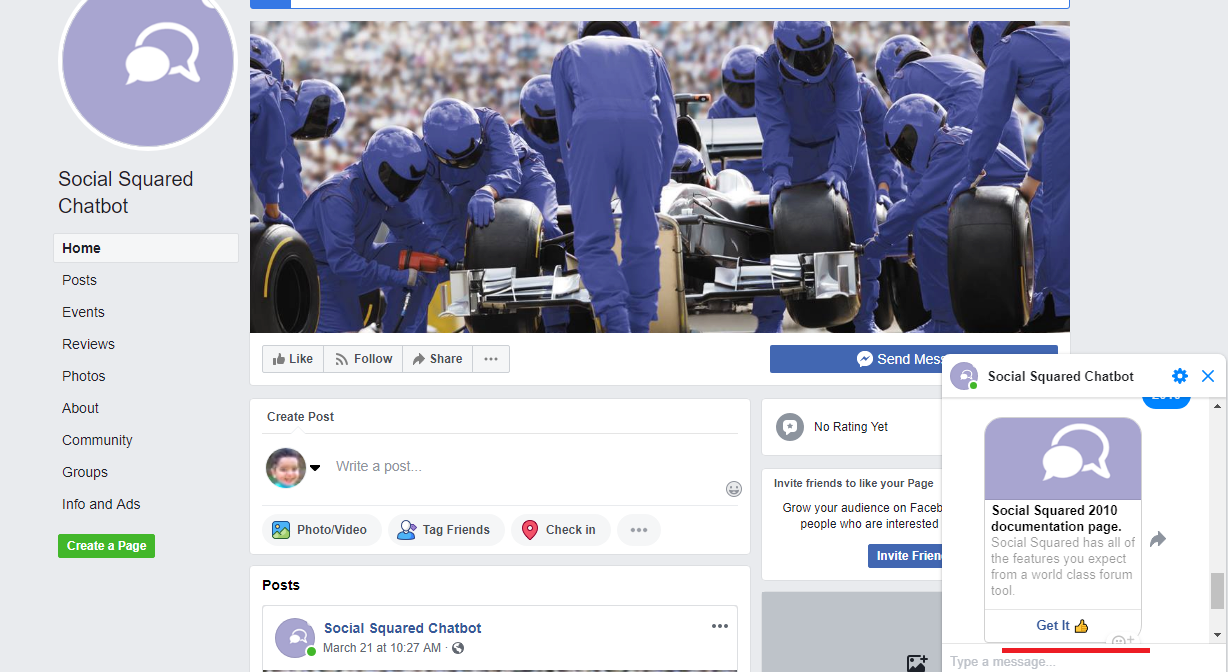 Social Squared
Chatbot
Home
Posts
Events
Reviews
Photos
About
Community
Groups
Info and Ads
Create a Page
Like
Follow
Share
Send Mess
Create Post
Write a post...
Photo/Video
Tag Friends
Check in
Posts
Social Squared Chatbot
March 21 at 10:27 AM ·
No Rating Yet
Invite friends to like your Page
Grow your audience on Faceb
people who are interested
Invite Frien
Social Squared Chatbot
Social Squared 2010
documentation page.
Social Squared has all of
the features you expect
from a world class forum
tool.
Get It 👍
Type a message...